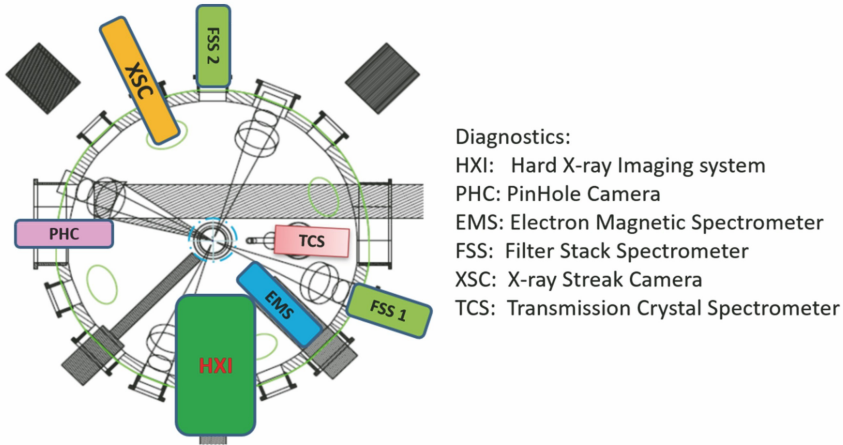 FSS 2
XSC
PHC
TCS
EMS
FSS 1
HXI
Diagnostics:
HXI: Hard X-ray Imaging system
PHC: PinHole Camera
EMS: Electron Magnetic Spectrometer
FSS: Filter Stack Spectrometer
XSC: X-ray Streak Camera
TCS: Transmission Crystal Spectrometer